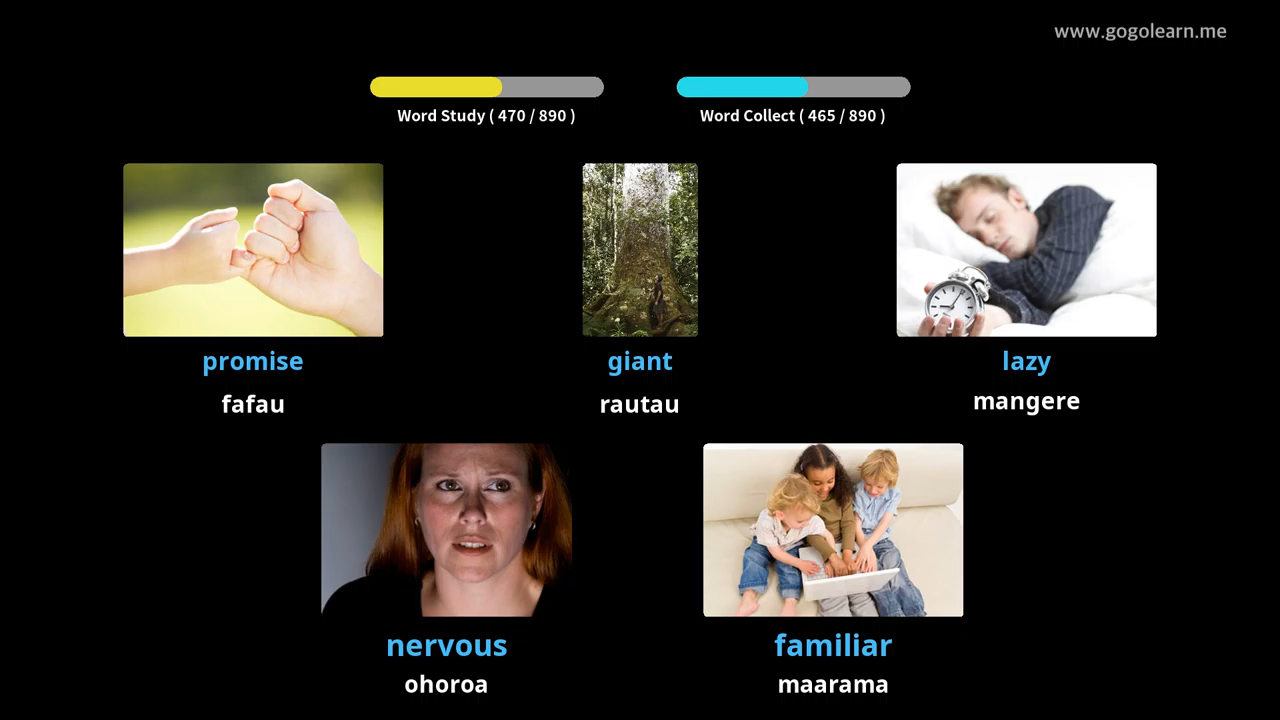 www.gogolearn.me
Word Study ( 470 / 890 )
Word Collect ( 465 / 890 )
promise
fafau
giant
rautau
lazy
mangere
nervous
ohoroa
familiar
maarama